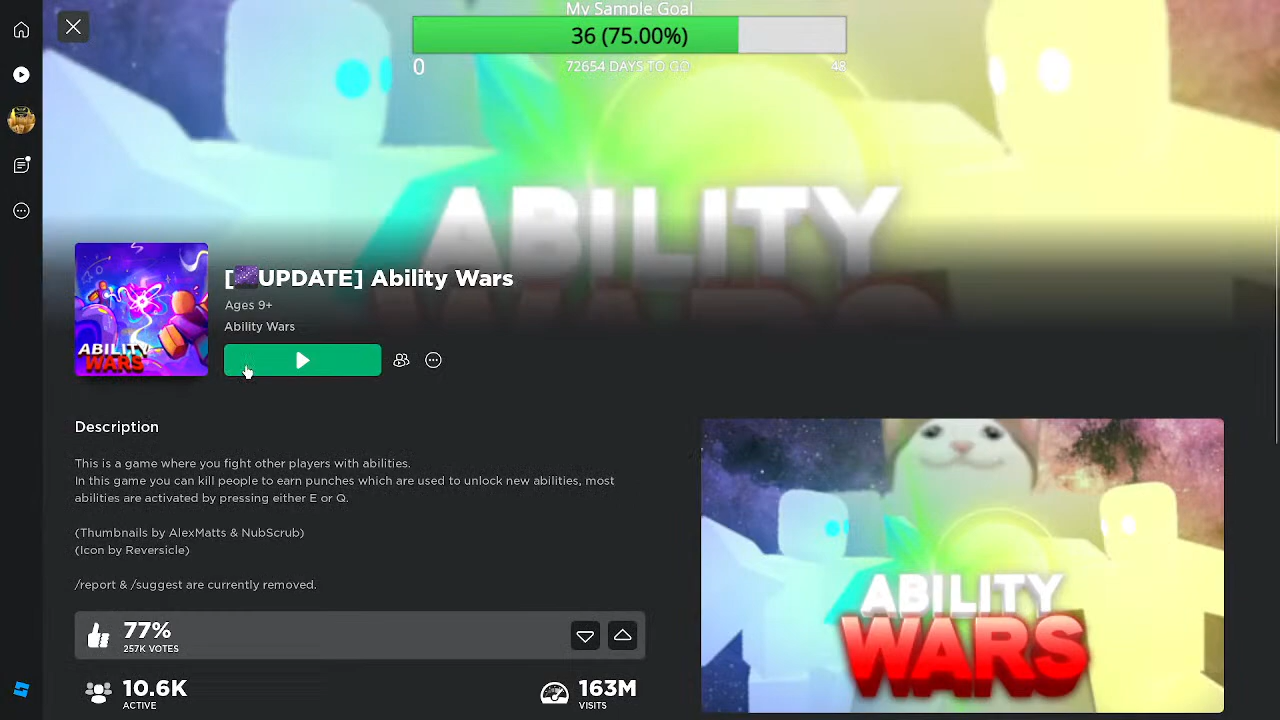 My Sample Goal
36 (75.00%)
0
72654 DAYS TO GO
48
ABILITY
WARS
[🌌UPDATE] Ability Wars
Ages 9+
Ability Wars
ABILITY
WARS
Description
This is a game where you fight other players with abilities.
In this game you can kill people to earn punches which are used to unlock new abilities, most
abilities are activated by pressing either E or Q.
(Thumbnails by AlexMatts & NubScrub)
(Icon by Reversicle)
/report & /suggest are currently removed.
77%
257K VOTES
10.6K
ACTIVE
163M
VISITS
ABILITY
WARS